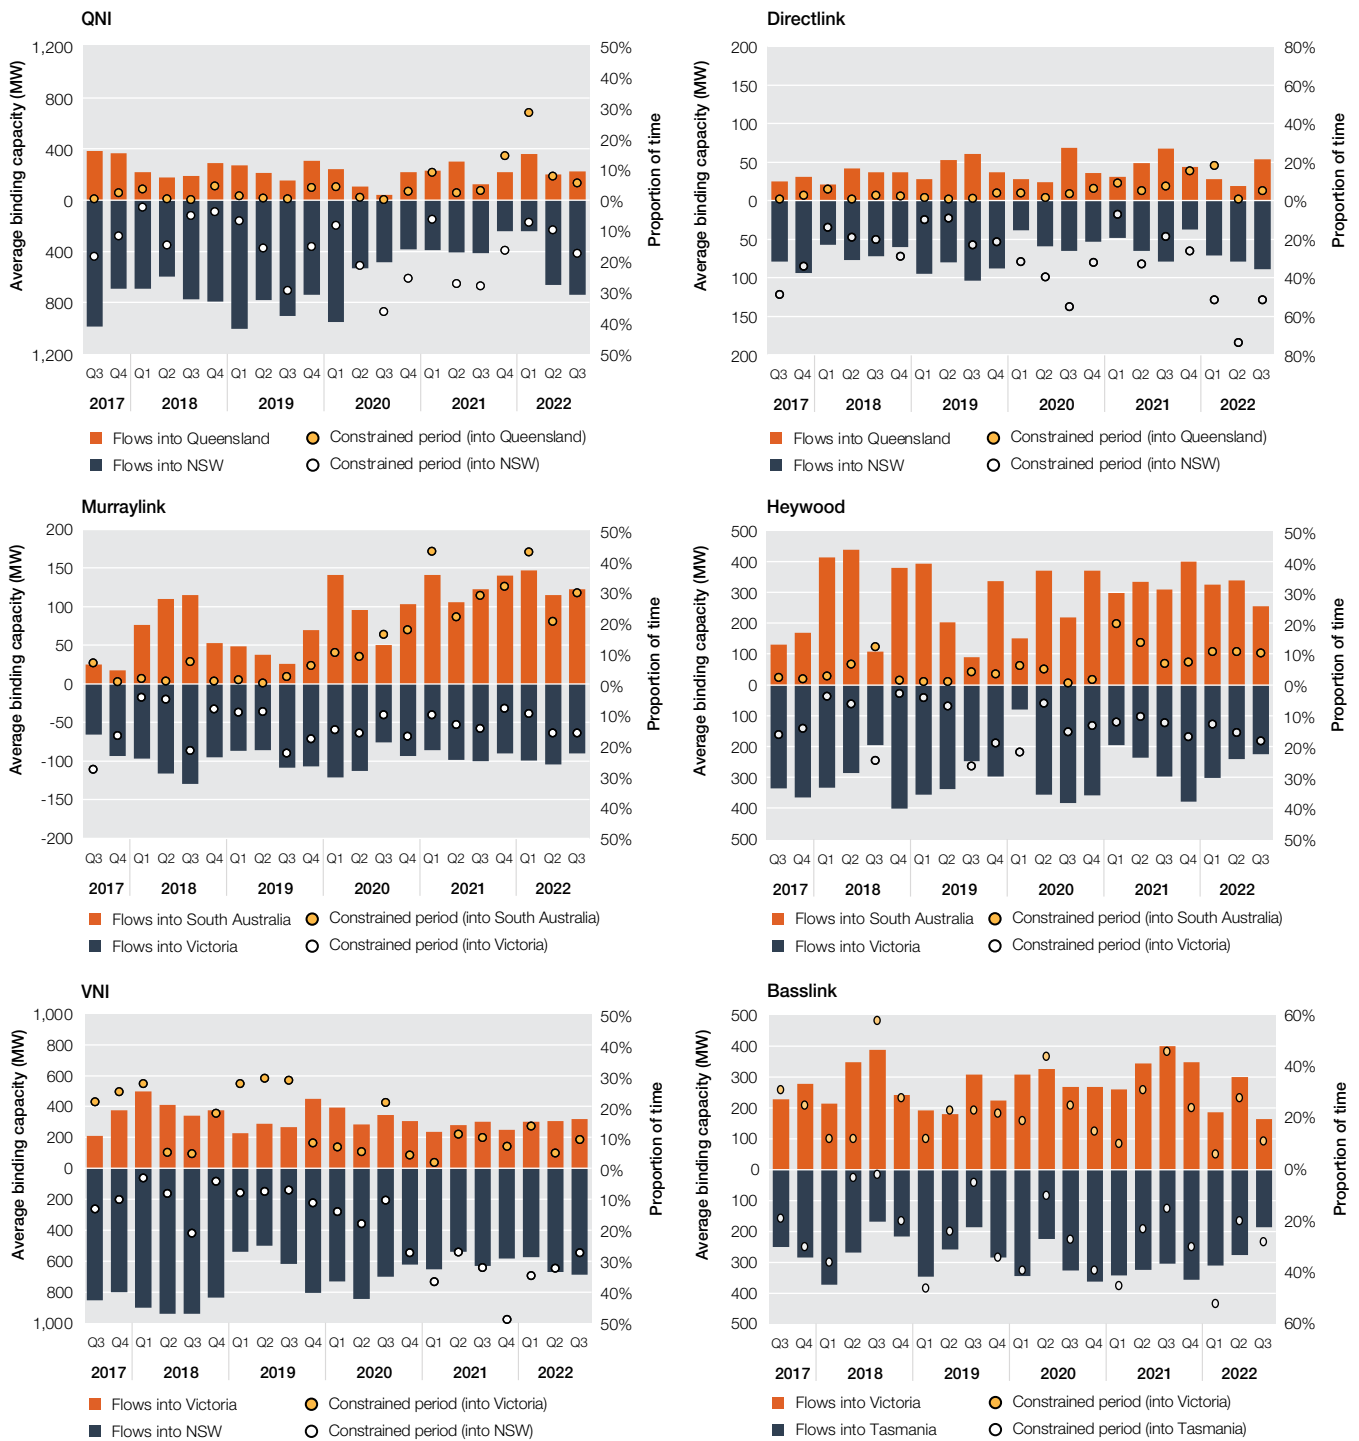 QNI
Average binding capacity (MW)
1,200
800
400
0
400
800
1,200
50%
40%
30%
20%
10%
0%
10%
20%
30%
40%
50%
Proportion of time
Q3 Q4 Q1 Q2 Q3 Q4 Q1 Q2 Q3 Q4 Q1 Q2 Q3 Q4 Q1 Q2 Q3 Q4 Q1 Q2 Q3
2017 2018 2019 2020 2021 2022
Flows into Queensland
Constrained period (into Queensland)
Flows into NSW
Constrained period (into NSW)
Directlink
Average binding capacity (MW)
200
150
100
50
0
50
100
150
200
80%
60%
40%
20%
0%
20%
40%
60%
80%
Proportion of time
Q3 Q4 Q1 Q2 Q3 Q4 Q1 Q2 Q3 Q4 Q1 Q2 Q3 Q4 Q1 Q2 Q3 Q4 Q1 Q2 Q3
2017 2018 2019 2020 2021 2022
Flows into Queensland
Constrained period (into Queensland)
Flows into NSW
Constrained period (into NSW)
Murraylink
Average binding capacity (MW)
200
150
100
50
0
-50
-100
-150
-200
50%
40%
30%
20%
10%
0%
10%
20%
30%
40%
50%
Proportion of time
Q3 Q4 Q1 Q2 Q3 Q4 Q1 Q2 Q3 Q4 Q1 Q2 Q3 Q4 Q1 Q2 Q3 Q4 Q1 Q2 Q3
2017 2018 2019 2020 2021 2022
Flows into South Australia
Constrained period (into South Australia)
Flows into Victoria
Constrained period (into Victoria)
Heywood
Average binding capacity (MW)
500
400
300
200
100
0
100
200
300
400
500
50%
40%
30%
20%
10%
0%
10%
20%
30%
40%
50%
Proportion of time
Q3 Q4 Q1 Q2 Q3 Q4 Q1 Q2 Q3 Q4 Q1 Q2 Q3 Q4 Q1 Q2 Q3 Q4 Q1 Q2 Q3
2017 2018 2019 2020 2021 2022
Flows into South Australia
Constrained period (into South Australia)
Flows into Victoria
Constrained period (into Victoria)
VNI
Average binding capacity (MW)
1,000
800
600
400
200
0
200
400
600
800
1,000
50%
40%
30%
20%
10%
0%
10%
20%
30%
40%
50%
Proportion of time
Q3 Q4 Q1 Q2 Q3 Q4 Q1 Q2 Q3 Q4 Q1 Q2 Q3 Q4 Q1 Q2 Q3 Q4 Q1 Q2 Q3
2017 2018 2019 2020 2021 2022
Flows into Victoria
Constrained period (into Victoria)
Flows into NSW
Constrained period (into NSW)
Basslink
Average binding capacity (MW)
500
400
300
200
100
0
100
200
300
400
500
60%
40%
20%
0%
20%
40%
60%
Proportion of time
Q3 Q4 Q1 Q2 Q3 Q4 Q1 Q2 Q3 Q4 Q1 Q2 Q3 Q4 Q1 Q2 Q3 Q4 Q1 Q2 Q3
2017 2018 2019 2020 2021 2022
Flows into Victoria
Constrained period (into Victoria)
Flows into Tasmania
Constrained period (into Tasmania)